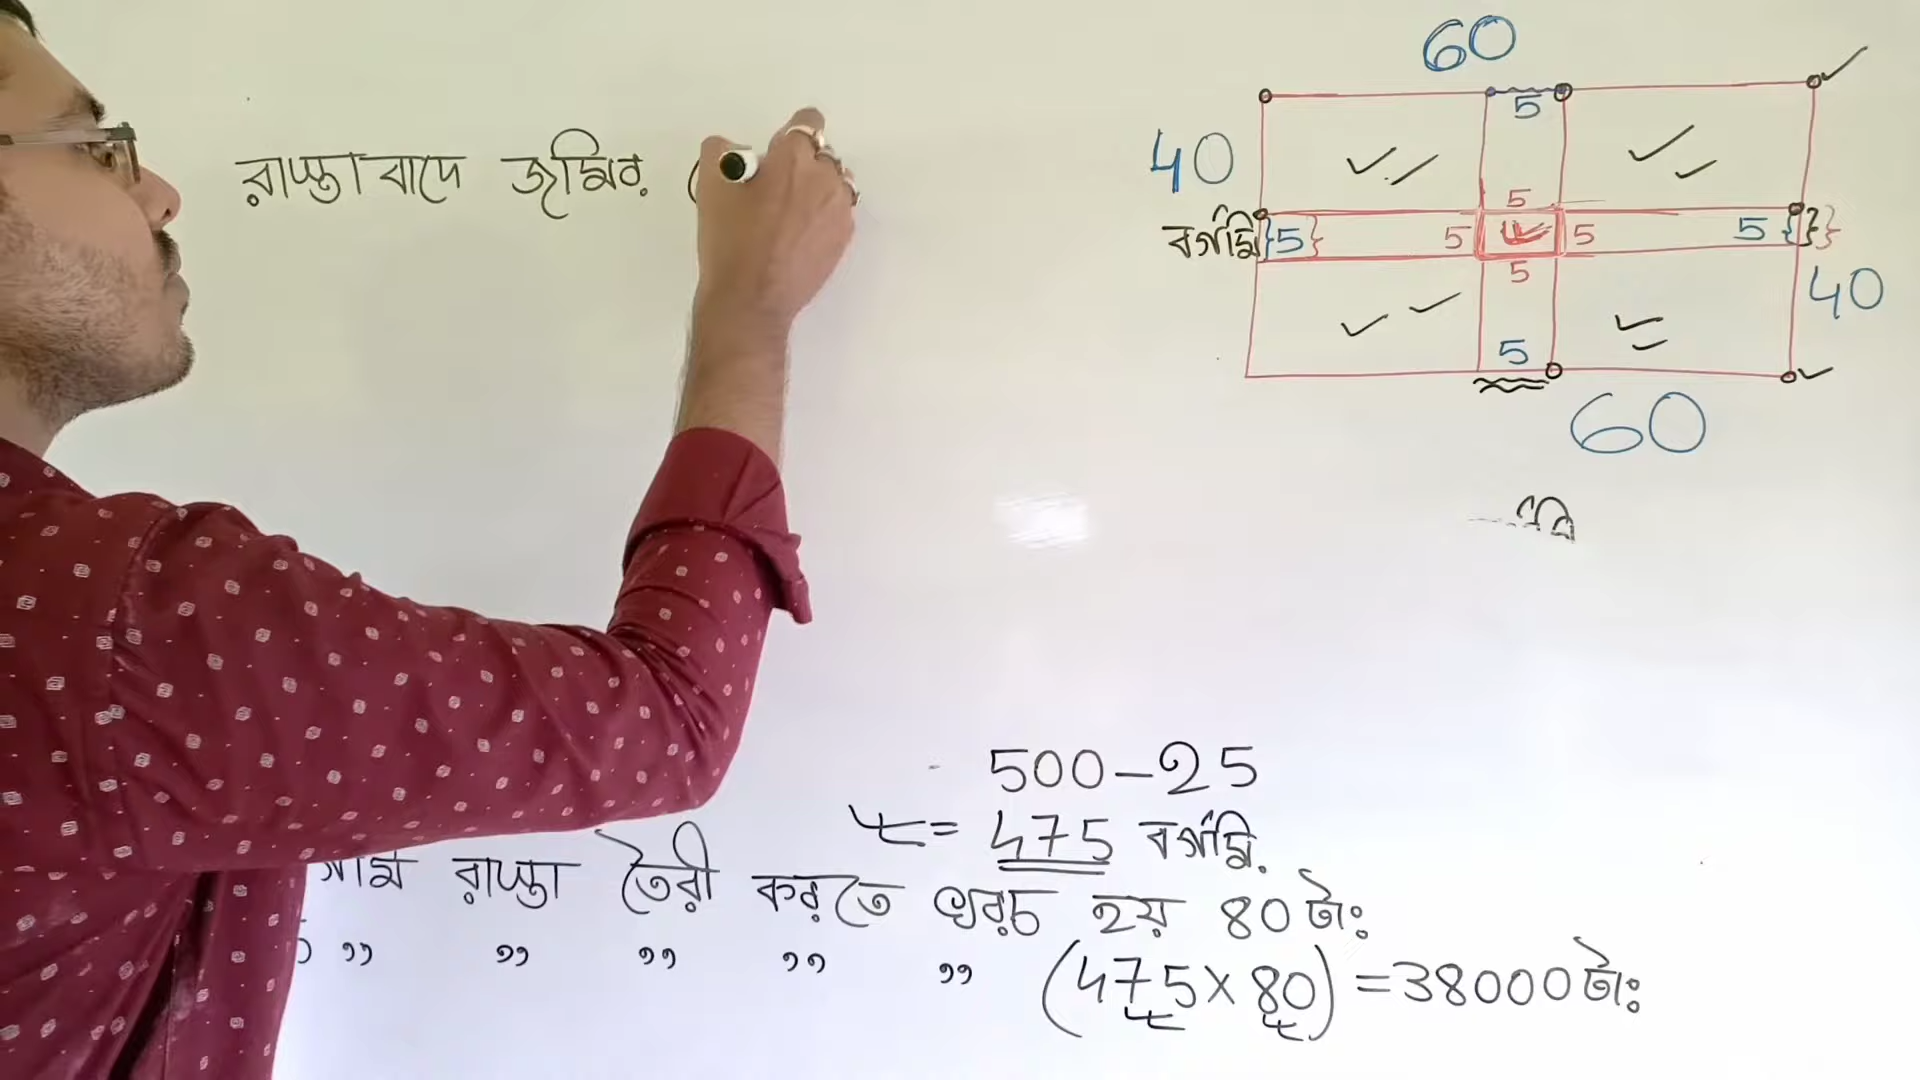 রাস্তাবাদে জমির (
60
5
40
5
বর্গমি 5 5 5 5
5
40
5
60
500-25
= 475 বর্গমি.
রাস্তা তৈরী করতে খরচ হয় 80 টাঃ
" " " " " (475×80) = 38000 টাঃ